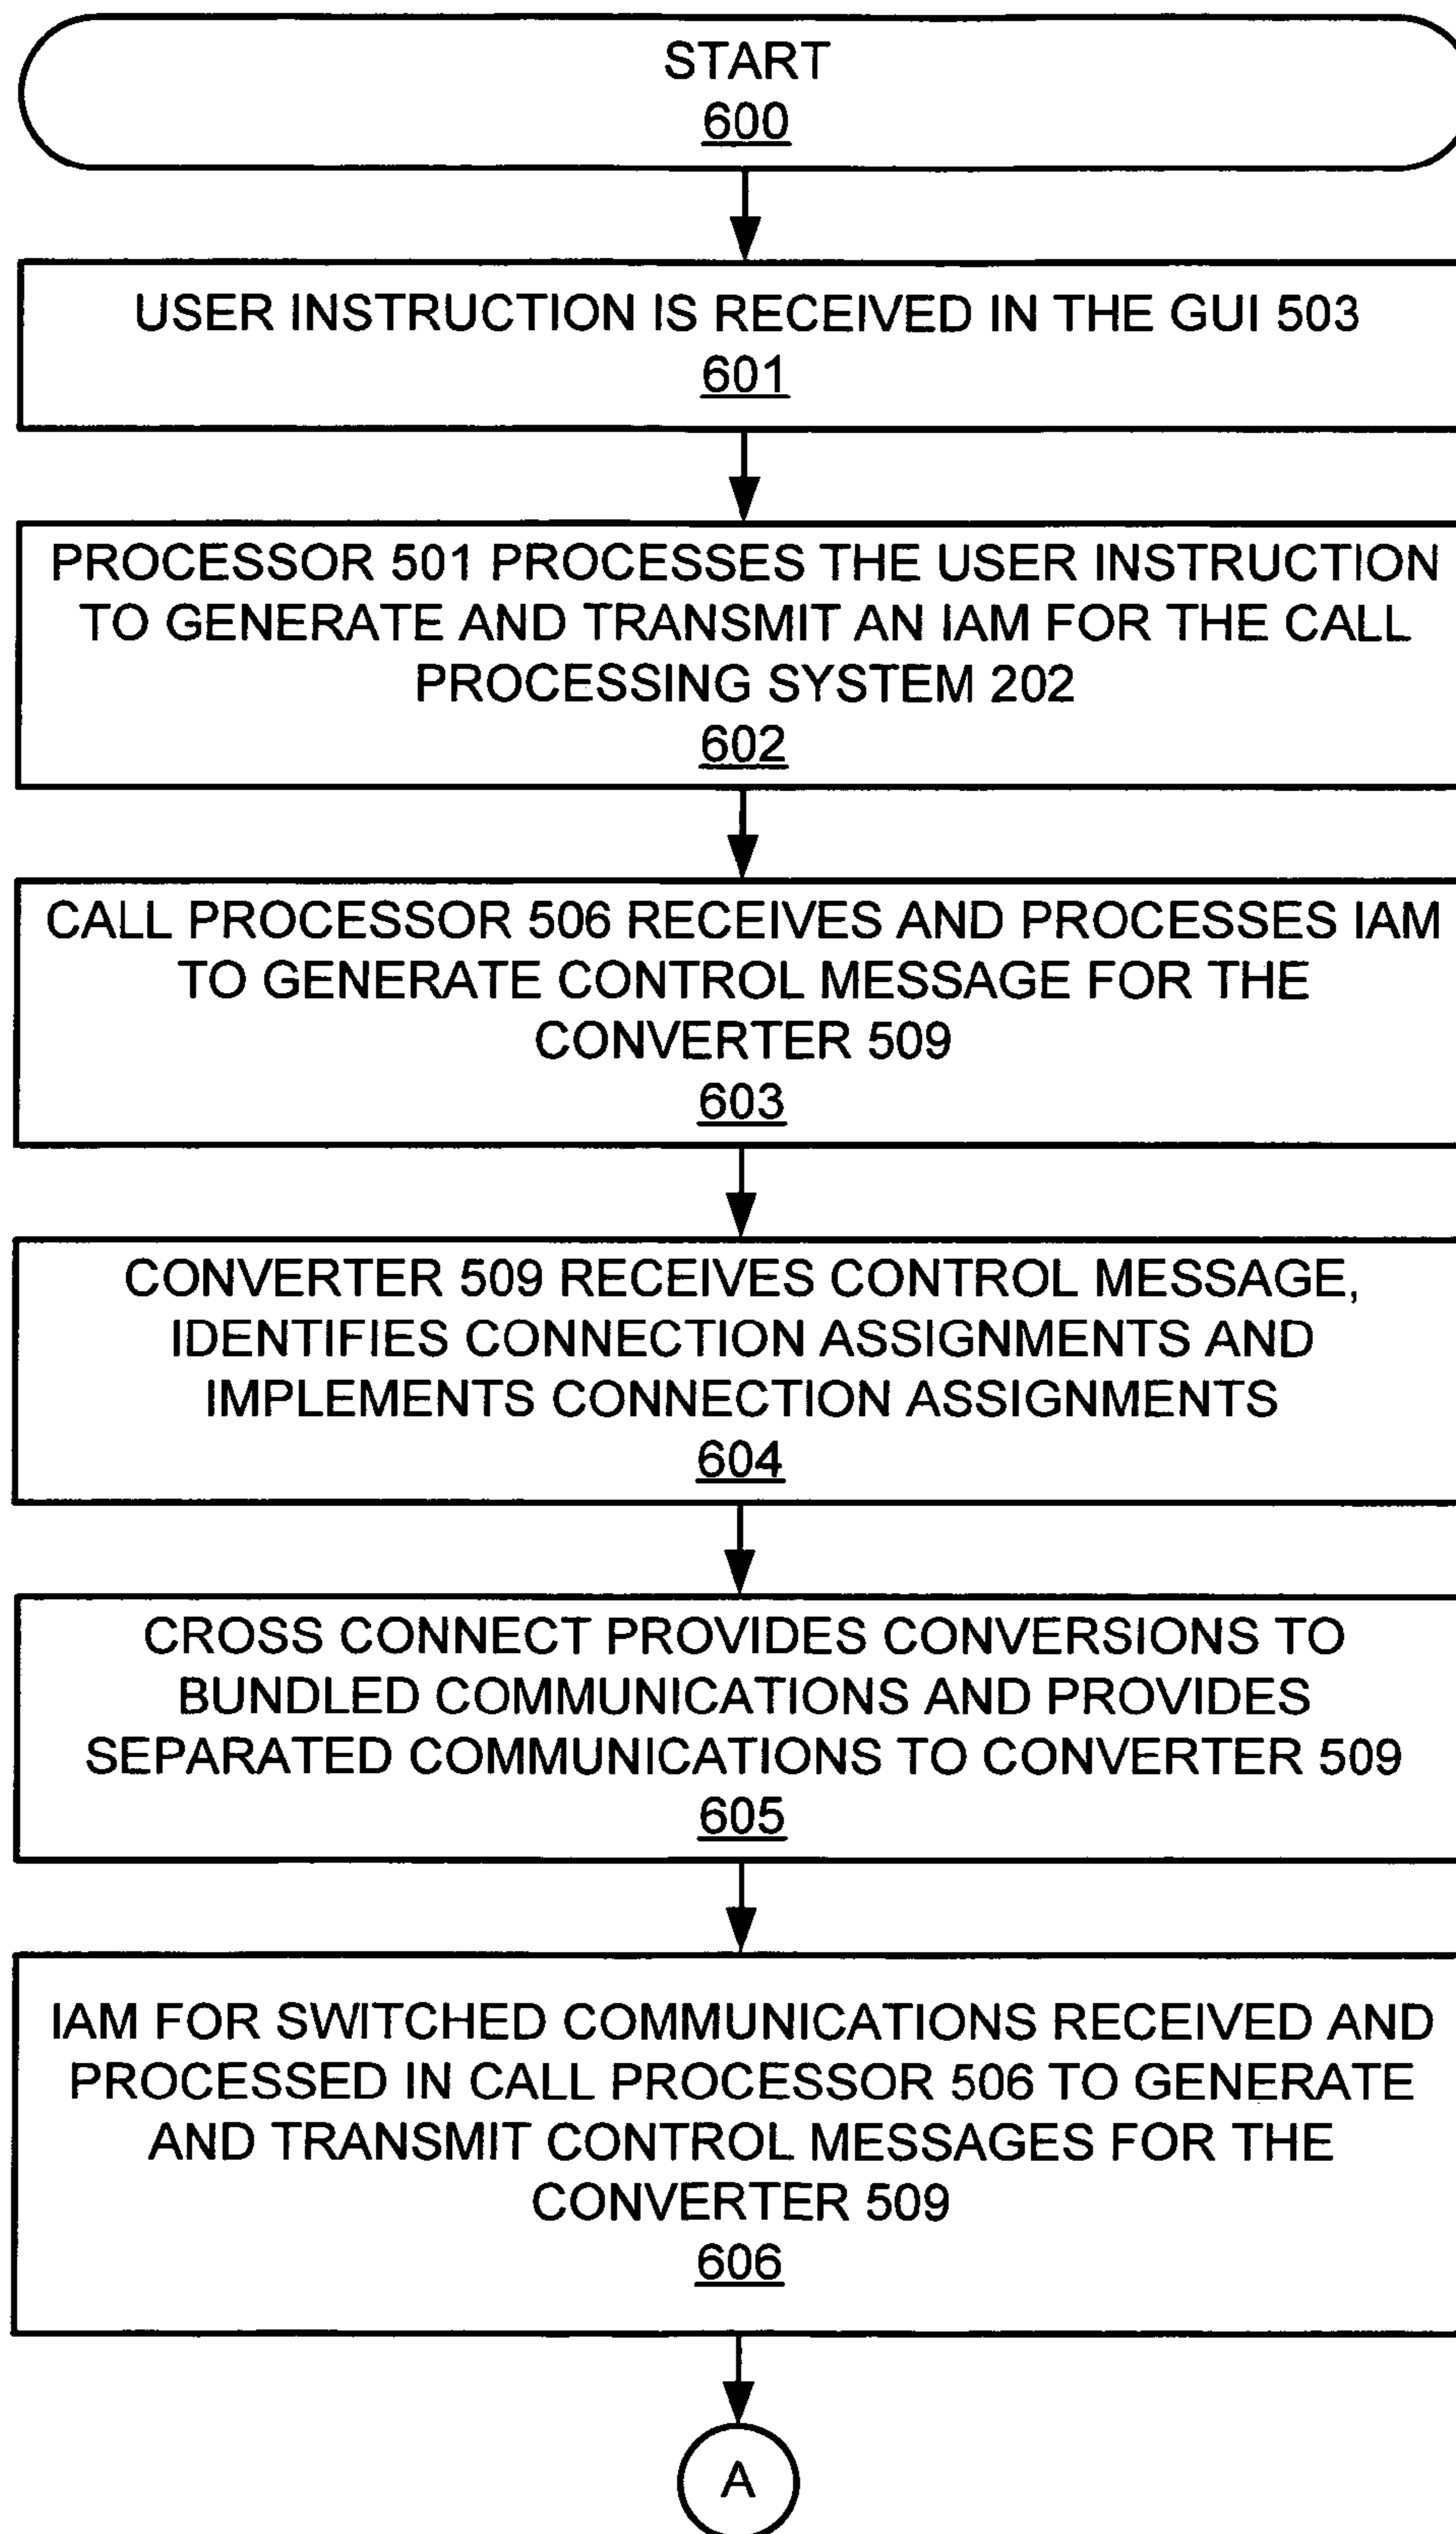 START
600
USER INSTRUCTION IS RECEIVED IN THE GUI 503
601
PROCESSOR 501 PROCESSES THE USER INSTRUCTION
TO GENERATE AND TRANSMIT AN IAM FOR THE CALL
PROCESSING SYSTEM 202
602
CALL PROCESSOR 506 RECEIVES AND PROCESSES IAM
TO GENERATE CONTROL MESSAGE FOR THE
CONVERTER 509
603
CONVERTER 509 RECEIVES CONTROL MESSAGE,
IDENTIFIES CONNECTION ASSIGNMENTS AND
IMPLEMENTS CONNECTION ASSIGNMENTS
604
CROSS CONNECT PROVIDES CONVERSIONS TO
BUNDLED COMMUNICATIONS AND PROVIDES
SEPARATED COMMUNICATIONS TO CONVERTER 509
605
IAM FOR SWITCHED COMMUNICATIONS RECEIVED AND
PROCESSED IN CALL PROCESSOR 506 TO GENERATE
AND TRANSMIT CONTROL MESSAGES FOR THE
CONVERTER 509
606
A